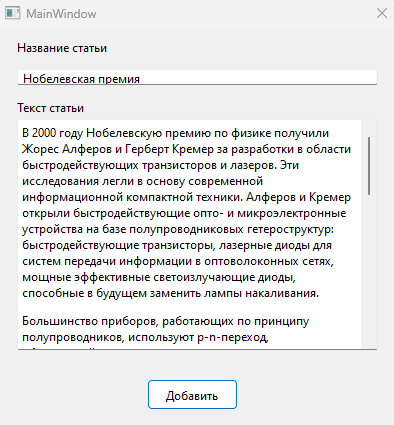 MainWindow
Название статьи
Нобелевская премия
Текст статьи
В 2000 году Нобелевскую премию по физике получили
Жорес Алферов и Герберт Кремер за разработки в области
быстродействующих транзисторов и лазеров. Эти
исследования легли в основу современной
информационной компактной техники. Алферов и Кремер
открыли быстродействующие опто- и микроэлектронные
устройства на базе полупроводниковых гетероструктур:
быстродействующие транзисторы, лазерные диоды для
систем передачи информации в оптоволоконных сетях,
мощные эффективные светоизлучающие диоды,
способные в будущем заменить лампы накаливания.
Большинство приборов, работающих по принципу
полупроводников, используют p-n-переход,
Добавить